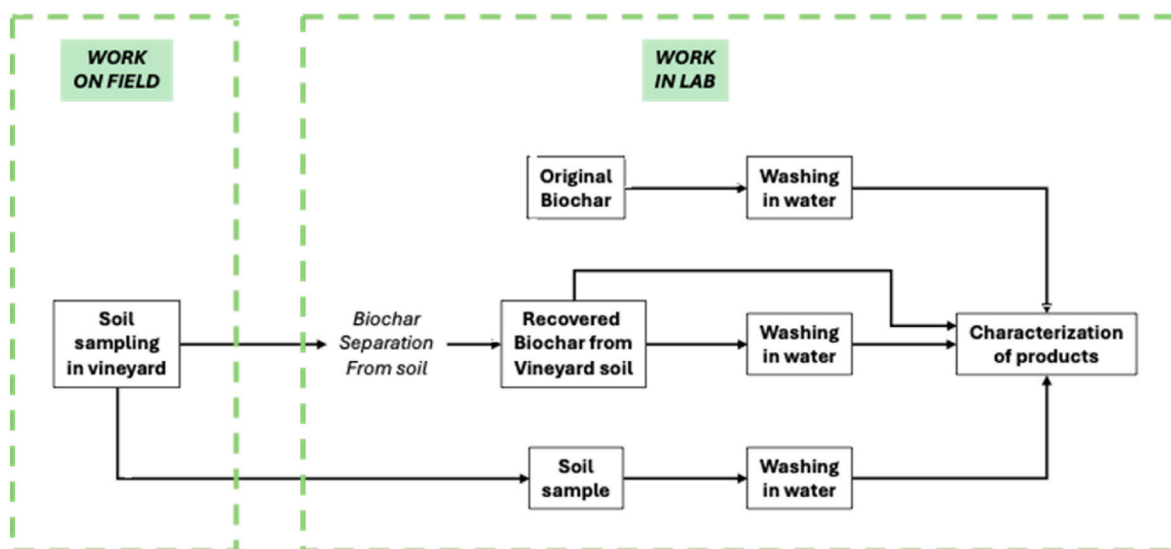 WORK
ON FIELD
WORK
IN LAB
Original
Biochar
Washing
in water
Soil
sampling
in vineyard
Biochar
Separation
From soil
Recovered
Biochar from
Vineyard soil
Washing
in water
Characterization
of products
Soil
sample
Washing
in water